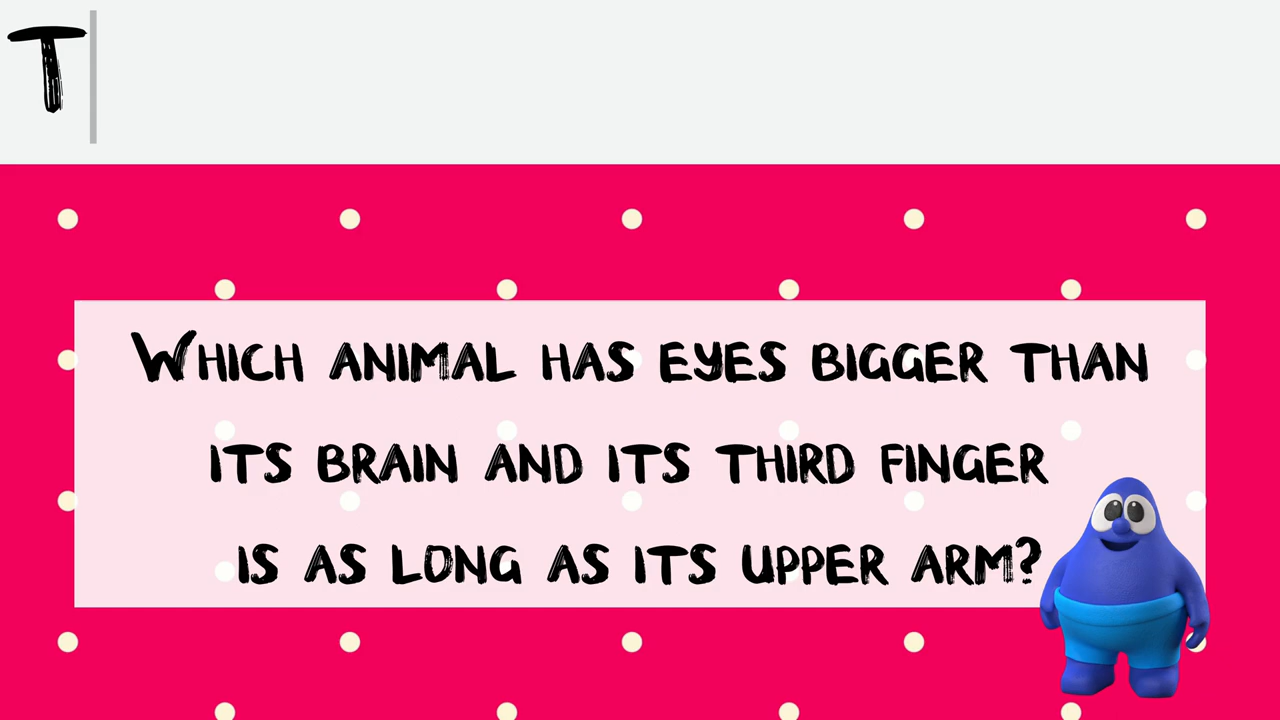 T
Which animal has eyes bigger than
its brain and its third finger
is as long as its upper arm?